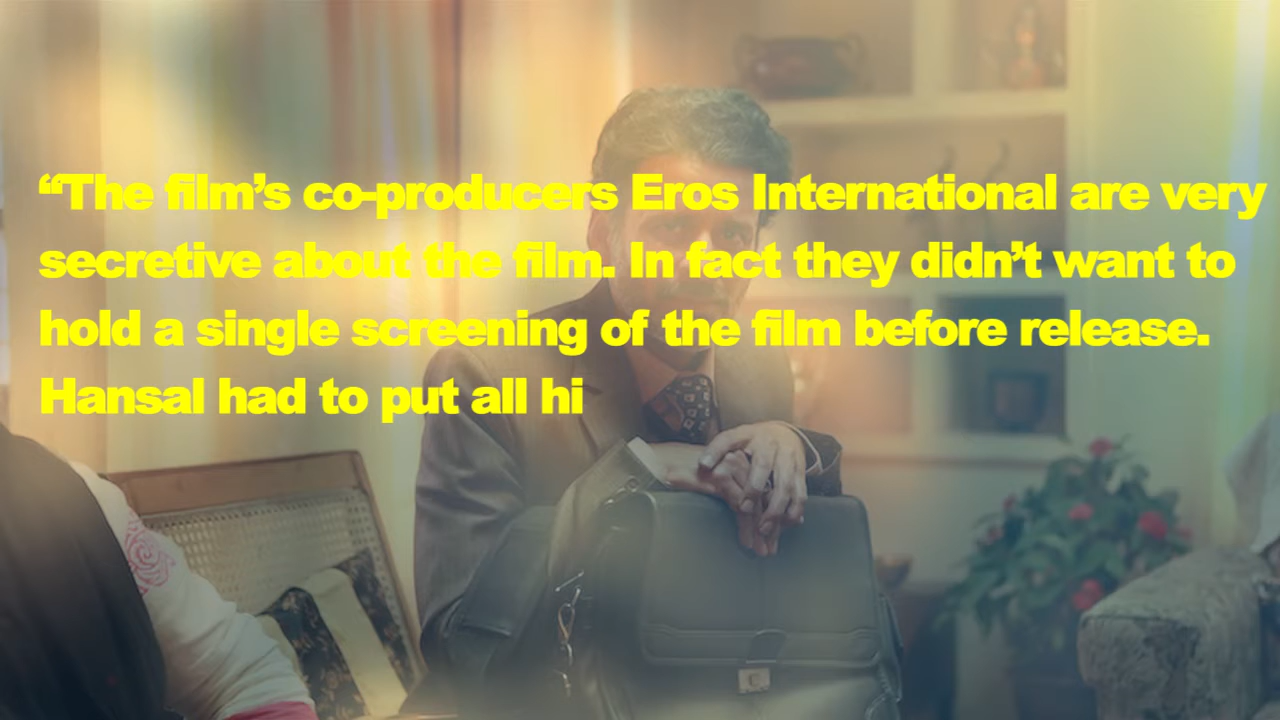 “The film’s co-producers Eros International are very
secretive about the film. In fact they didn’t want to
hold a single screening of the film before release.
Hansal had to put all hi